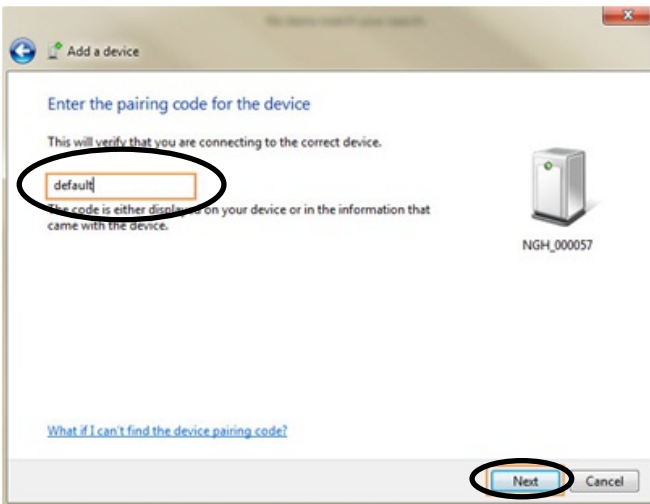 Add a device
Enter the pairing code for the device
This will verify that you are connecting to the correct device.
default
The code is either displayed on your device or in the information that
came with the device.
NGH_000057
What if I can't find the device pairing code?
Next
Cancel